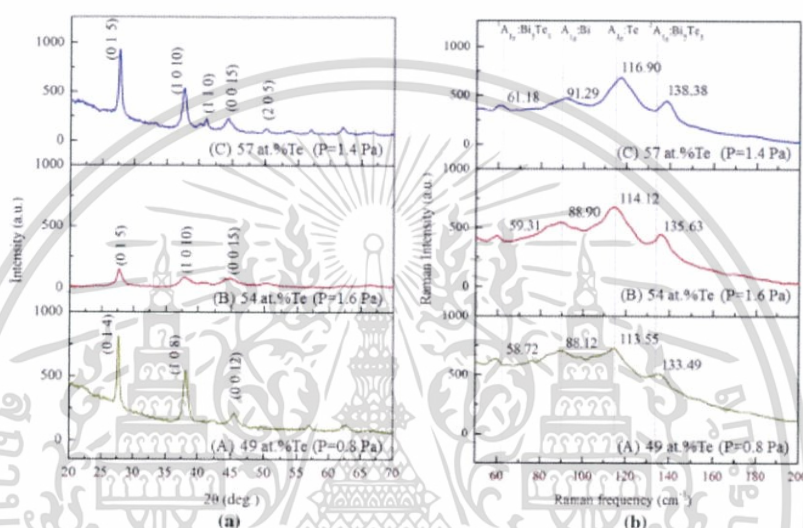 1000
500
0
(0 1 5)
(1 0 10)
(1 1 0)
(0 0 15)
(2 0 5)
(C) 57 at.%Te (P=1.4 Pa)
1000
500
0
(0 1 5)
(1 0 10)
(0 0 15)
(B) 54 at.%Te (P=1.6 Pa)
1000
500
0
(0 1 4)
(1 0 8)
(0 0 12)
(A) 49 at.%Te (P=0.8 Pa)
Intensity (a.u.)
20 25 30 35 40 45 50 55 60 65 70
2θ (deg.)
(a)
A1g:Bi A1g:Te
1000
500
0
61.18
91.29
116.90
138.38
(C) 57 at.%Te (P=1.4 Pa)
1000
500
0
59.31
88.90
114.12
135.63
(B) 54 at.%Te (P=1.6 Pa)
1000
500
0
58.72
88.12
113.55
133.49
(A) 49 at.%Te (P=0.8 Pa)
Raman Intensity (a.u.)
60 80 100 120 140 160 180 200
Raman frequency (cm⁻¹)
(b)